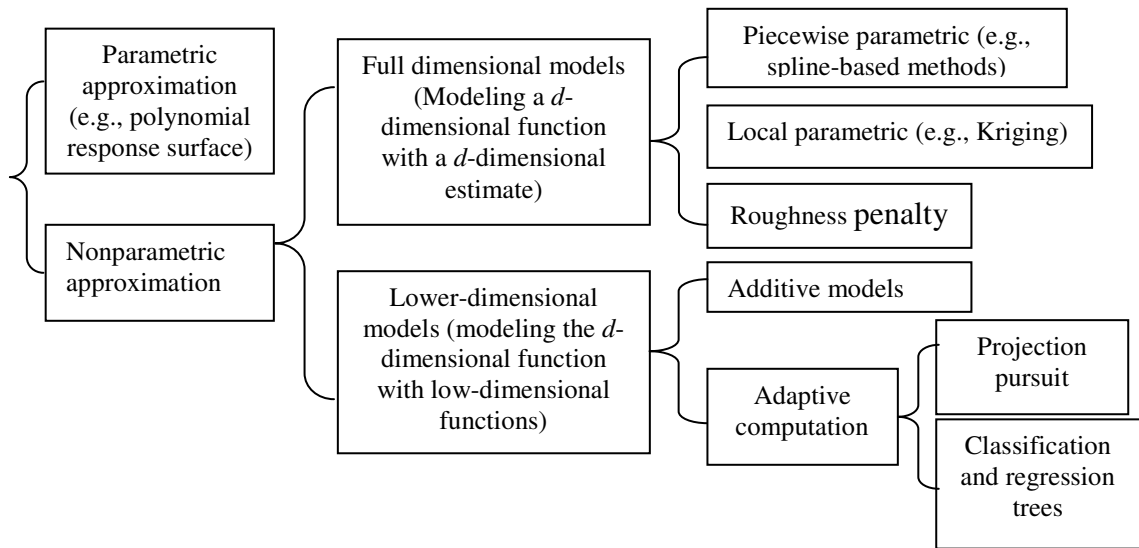 Parametric
approximation
(e.g., polynomial
response surface)
Nonparametric
approximation
Full dimensional models
(Modeling a d-
dimensional function
with a d-dimensional
estimate)
Lower-dimensional
models (modeling the d-
dimensional function
with low-dimensional
functions)
Piecewise parametric (e.g.,
spline-based methods)
Local parametric (e.g., Kriging)
Roughness penalty
Additive models
Adaptive
computation
Projection
pursuit
Classification
and regression
trees